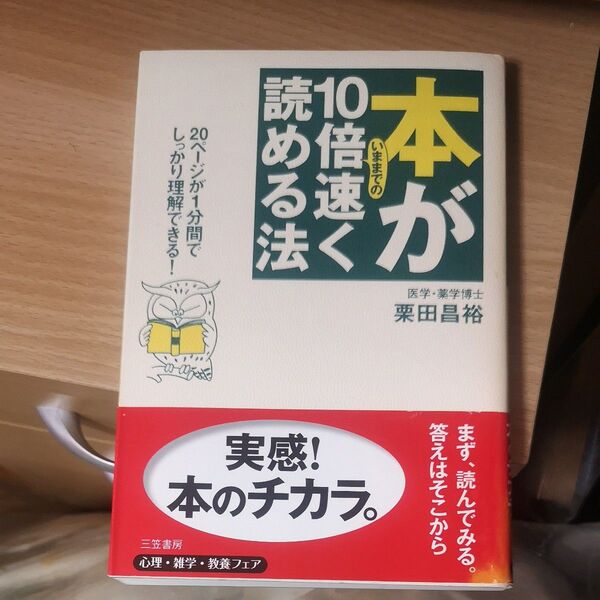 本が
いままでの
10倍速く
読める法
20ページが1分間で
しっかり理解できる!
医学・薬学博士
栗田昌裕
まず、読んでみる。
答えはそこから
実感!
本のチカラ。
三笠書房
心理・雑学・教養フェア